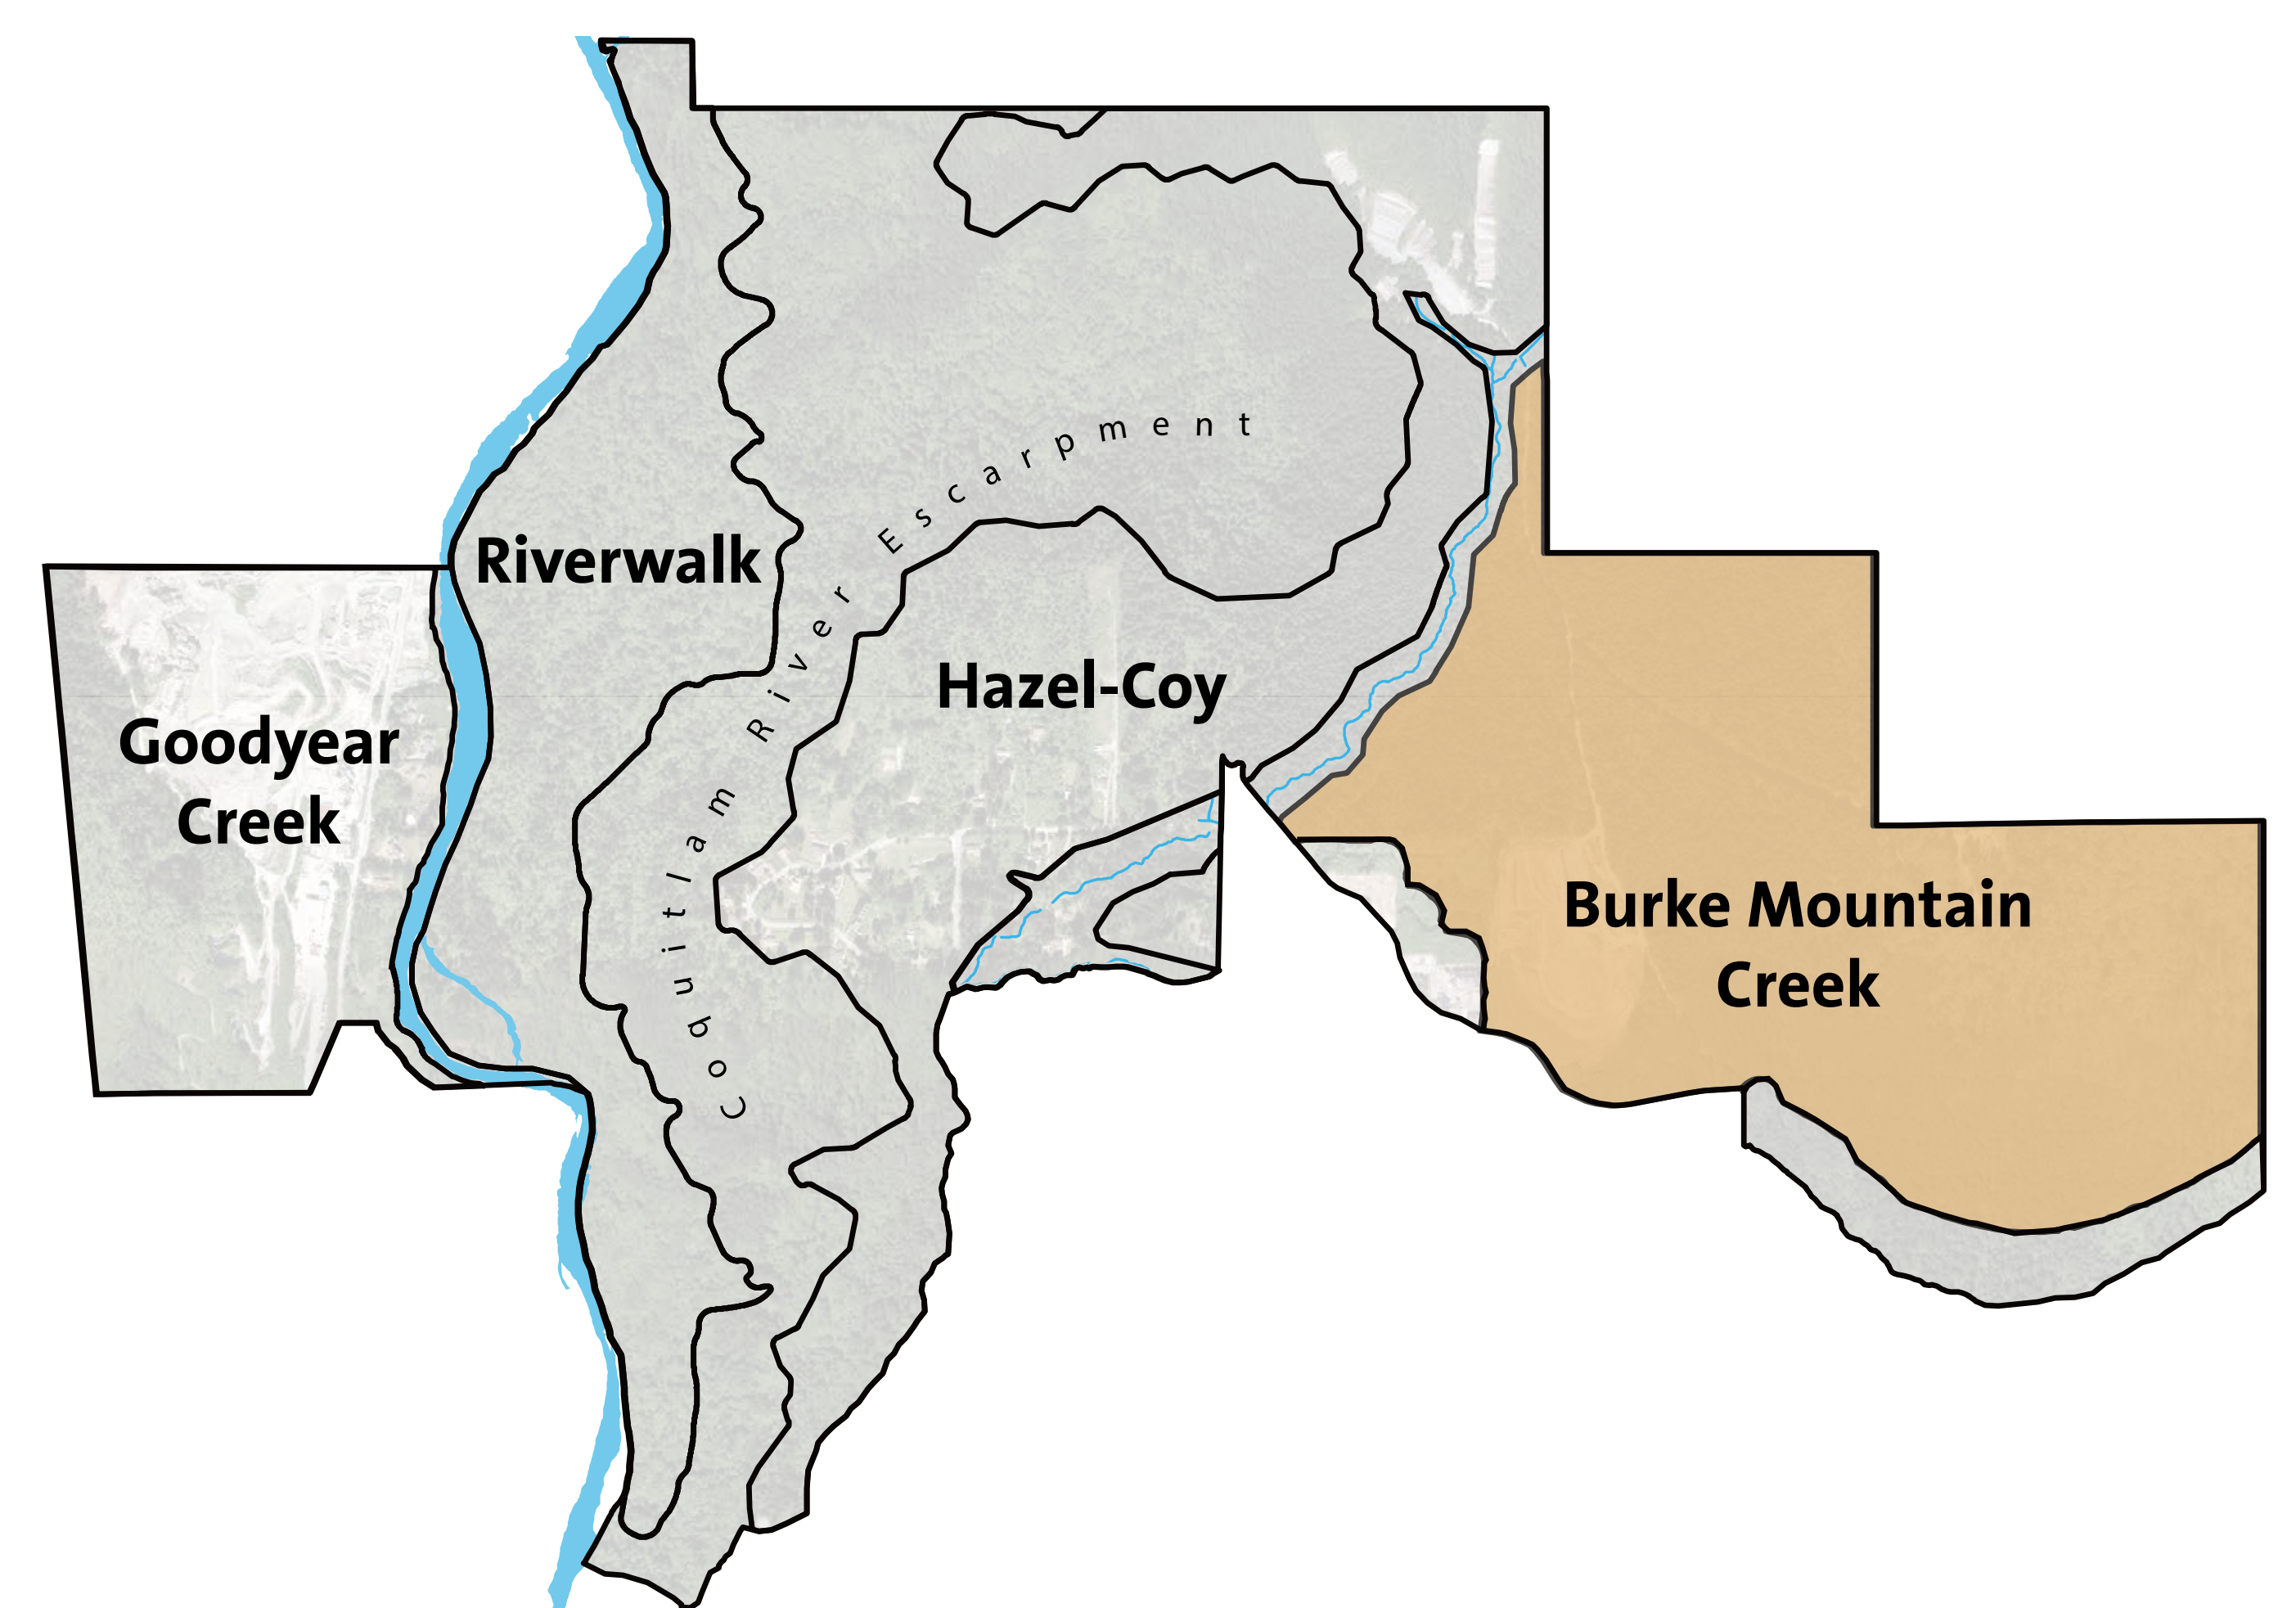 Riverwalk
Coquitlam River Escarpment
Hazel-Coy
Goodyear
Creek
Burke Mountain
Creek